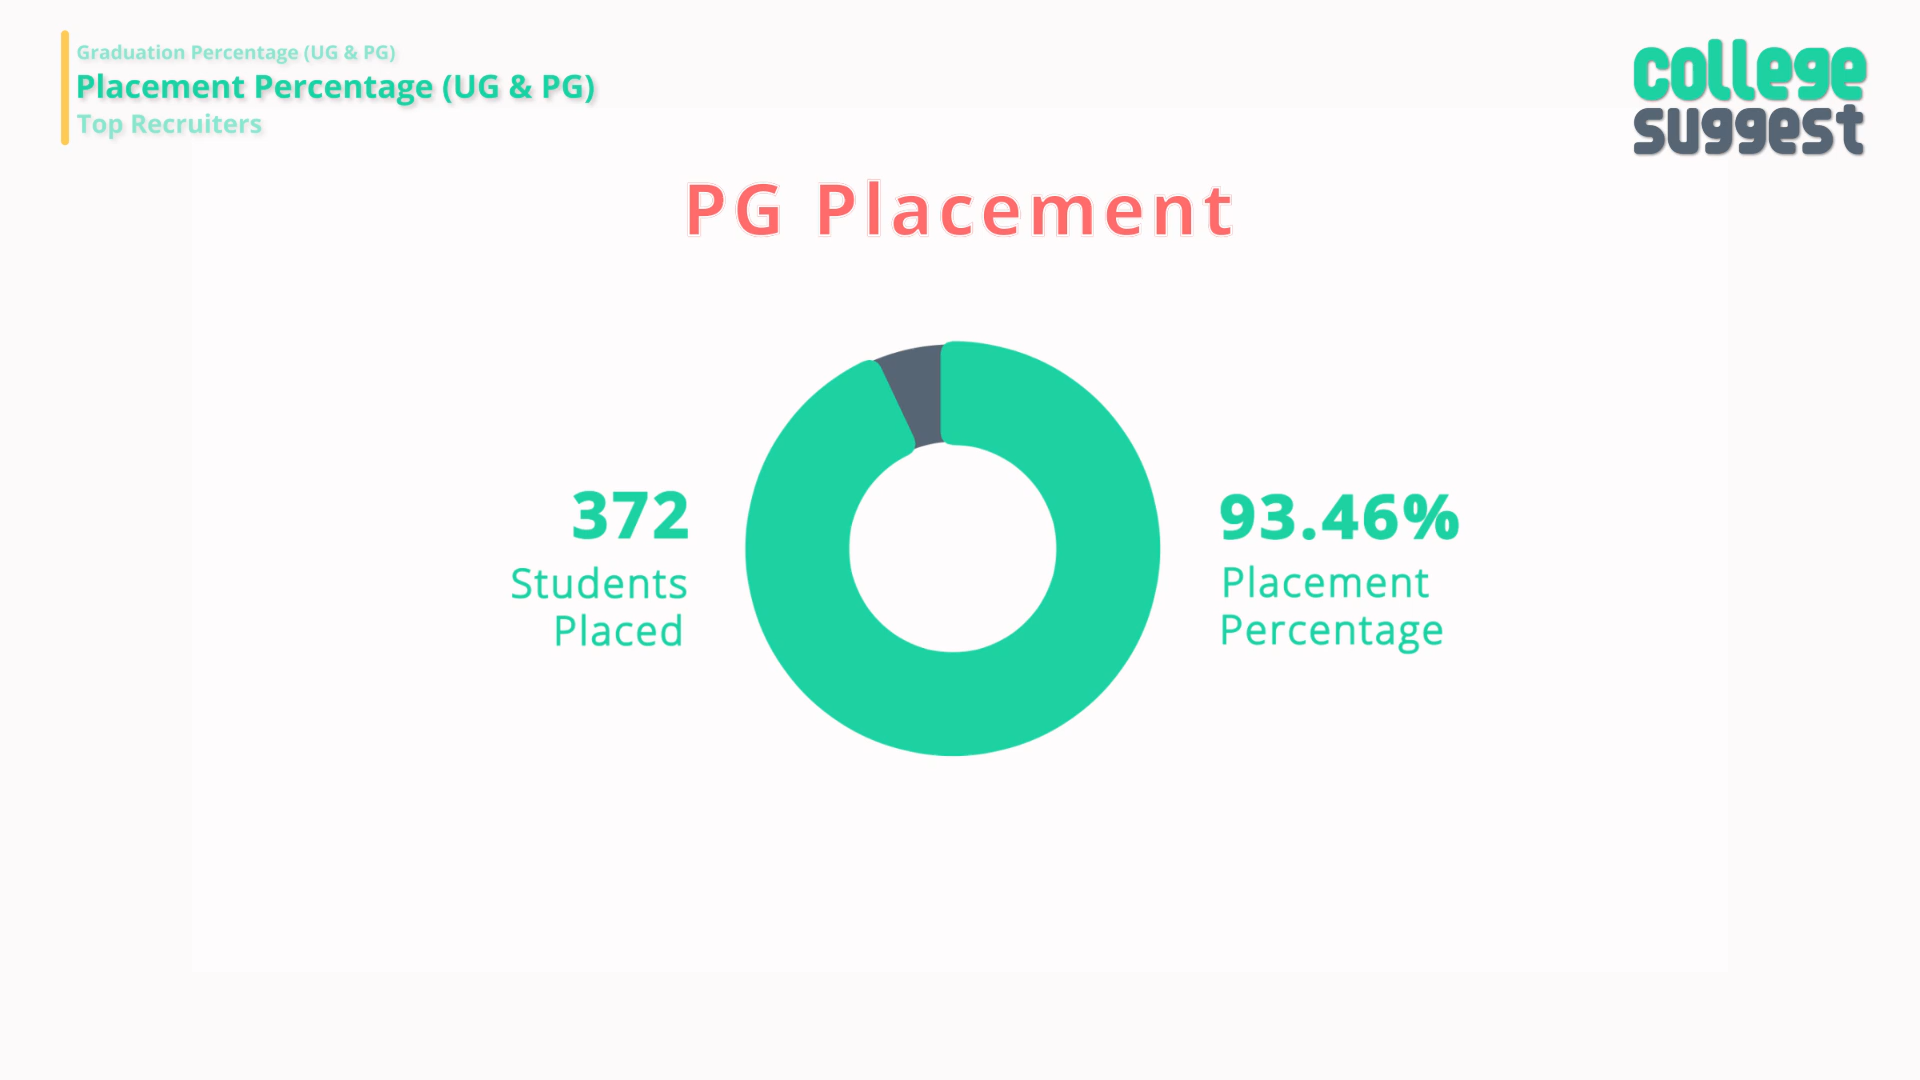 Graduation Percentage (UG & PG)
Placement Percentage (UG & PG)
Top Recruiters
college
suggest
PG Placement
372
Students
Placed
93.46%
Placement
Percentage